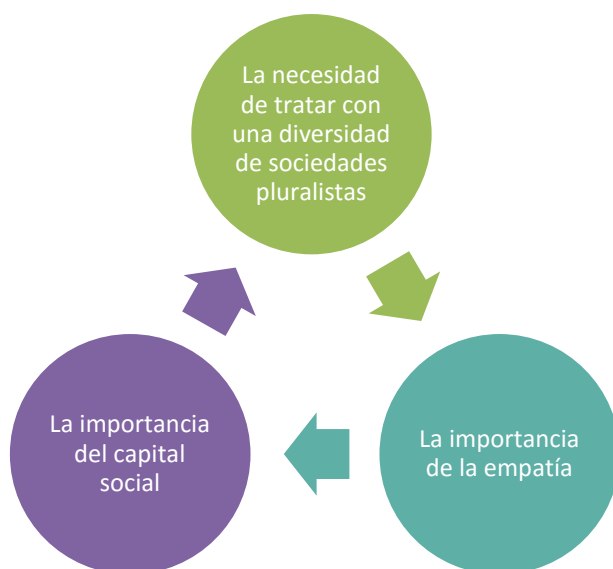 La necesidad
de tratar con
una diversidad
de sociedades
pluralistas
La importancia
del capital
social
La importancia
de la empatía